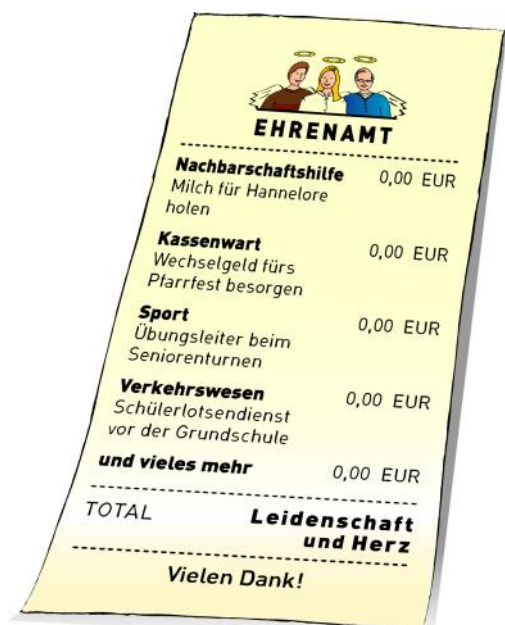 EHRENAMT
Nachbarschaftshilfe 0,00 EUR
Milch für Hannelore
holen
Kassenwart 0,00 EUR
Wechselgeld fürs
Pfarrfest besorgen
Sport 0,00 EUR
Übungsleiter beim
Seniorenturnen
Verkehrswesen 0,00 EUR
Schülerlotsendienst
vor der Grundschule
und vieles mehr 0,00 EUR
TOTAL Leidenschaft
und Herz
Vielen Dank!